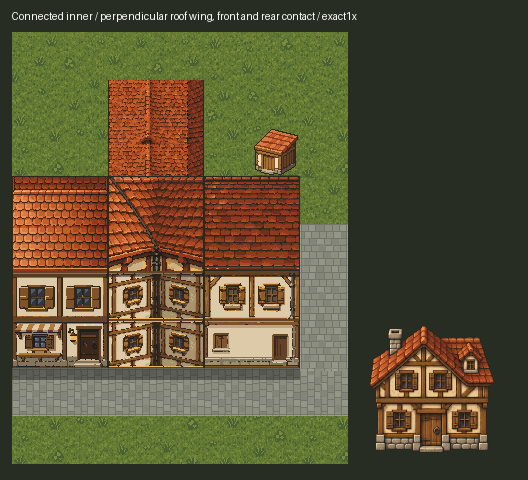 Connected inner / perpendicular roof wing, front and rear contact / exact1x